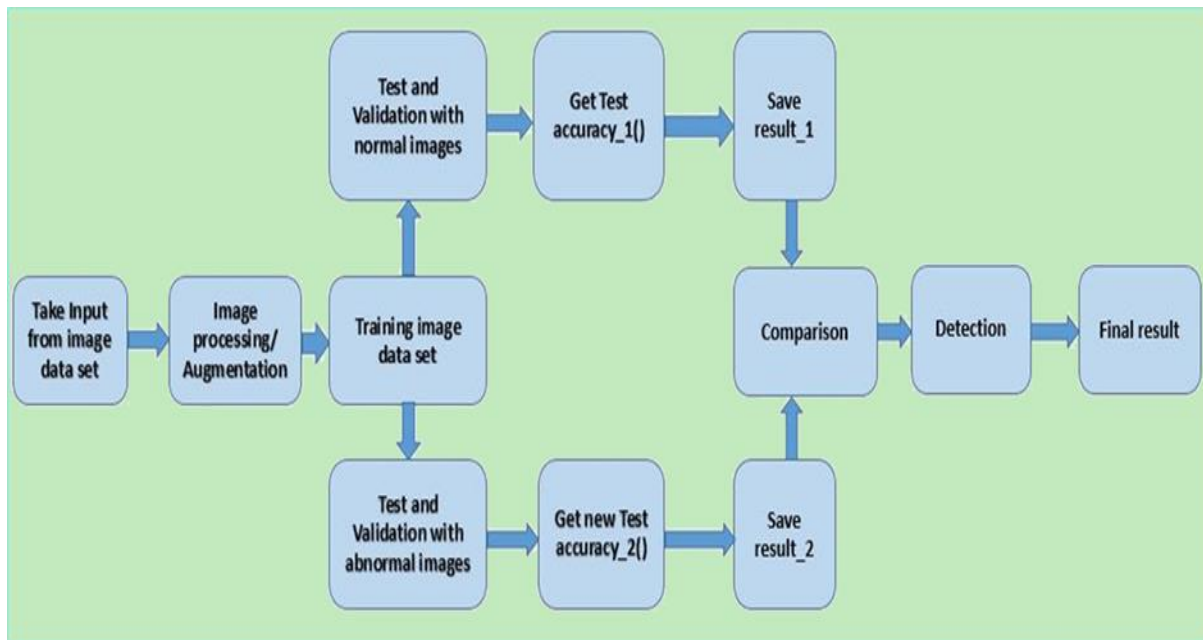 Take Input
from image
data set
Image
processing/
Augmentation
Training image
data set
Test and
Validation with
normal images
Get Test
accuracy_1()
Save
result_1
Test and
Validation with
abnormal images
Get new Test
accuracy_2()
Save
result_2
Comparison
Detection
Final result